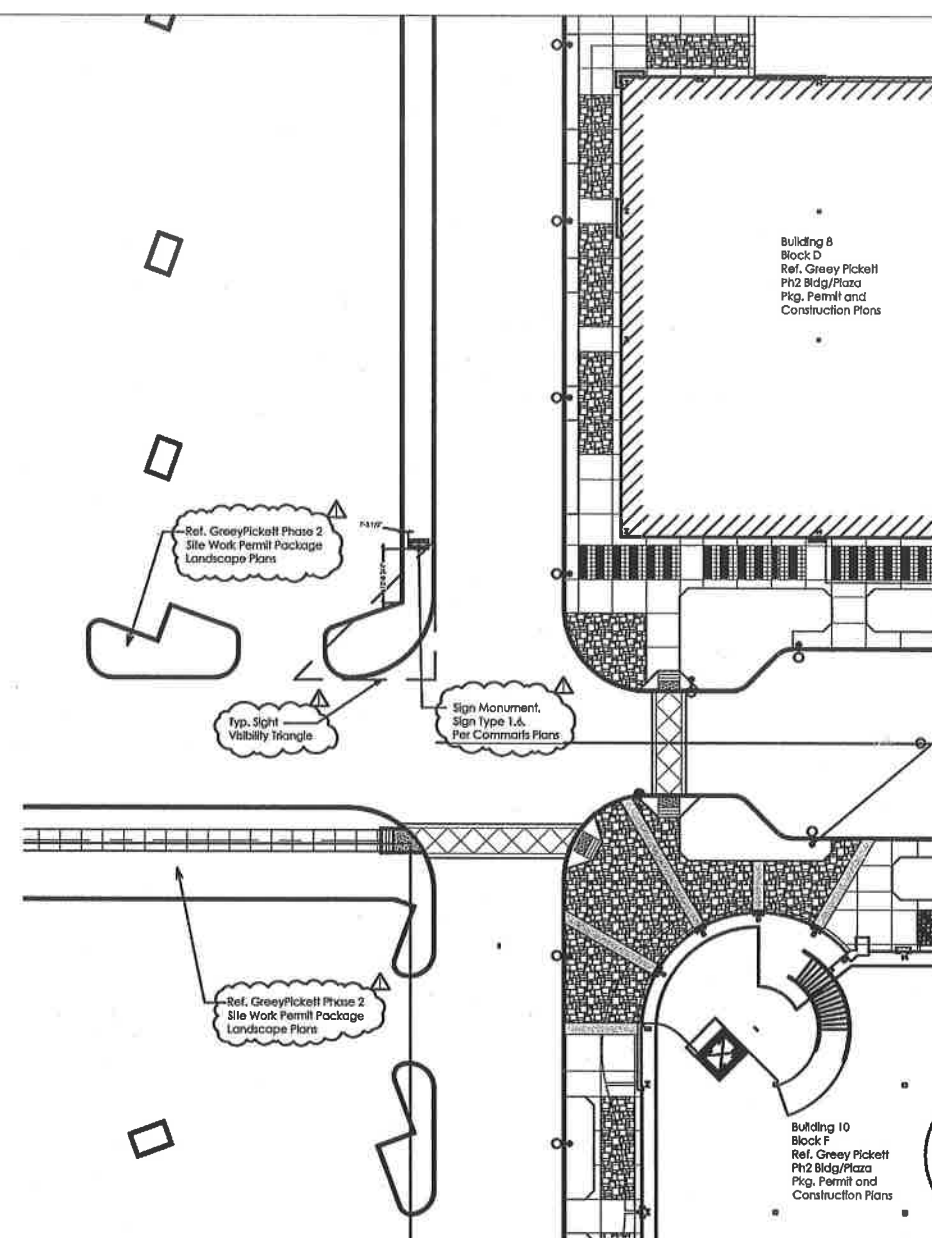 Building 8
Block D
Ref. Greey Pickett
Ph2 Bldg/Plaza
Pkg. Permit and
Construction Plans
Ref. GreeyPickett Phase 2
Site Work Permit Package
Landscape Plans
Typ. Sight
Visibility Triangle
Sign Monument,
Sign Type 1.6.
Per Commarts Plans
Ref. GreeyPickett Phase 2
Site Work Permit Package
Landscape Plans
Building 10
Block F
Ref. Greey Pickett
Ph2 Bldg/Plaza
Pkg. Permit and
Construction Plans